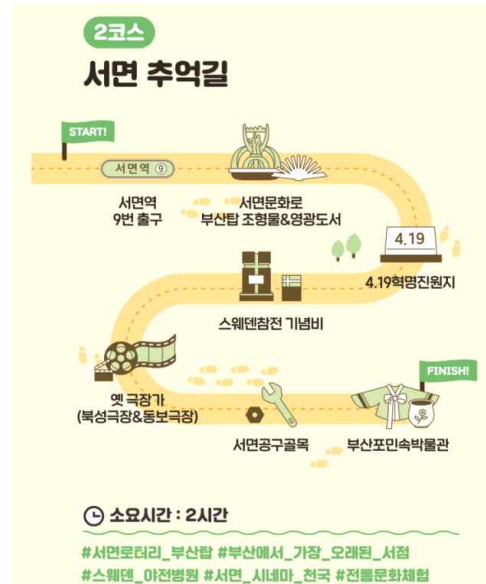 2코스
서면 추억길
START!
서면역 ⑨
서면역
9번 출구
서면문화로
부산탑 조형물&영광도서
4.19
4.19혁명진원지
스웨덴참전 기념비
옛 극장가
(북성극장&동보극장)
FINISH!
서면공구골목
부산포민속박물관
소요시간 : 2시간
#서면로터리_부산탑 #부산에서_가장_오래된_서점
#스웨덴_야전병원 #서면_시네마_천국 #전통문화체험